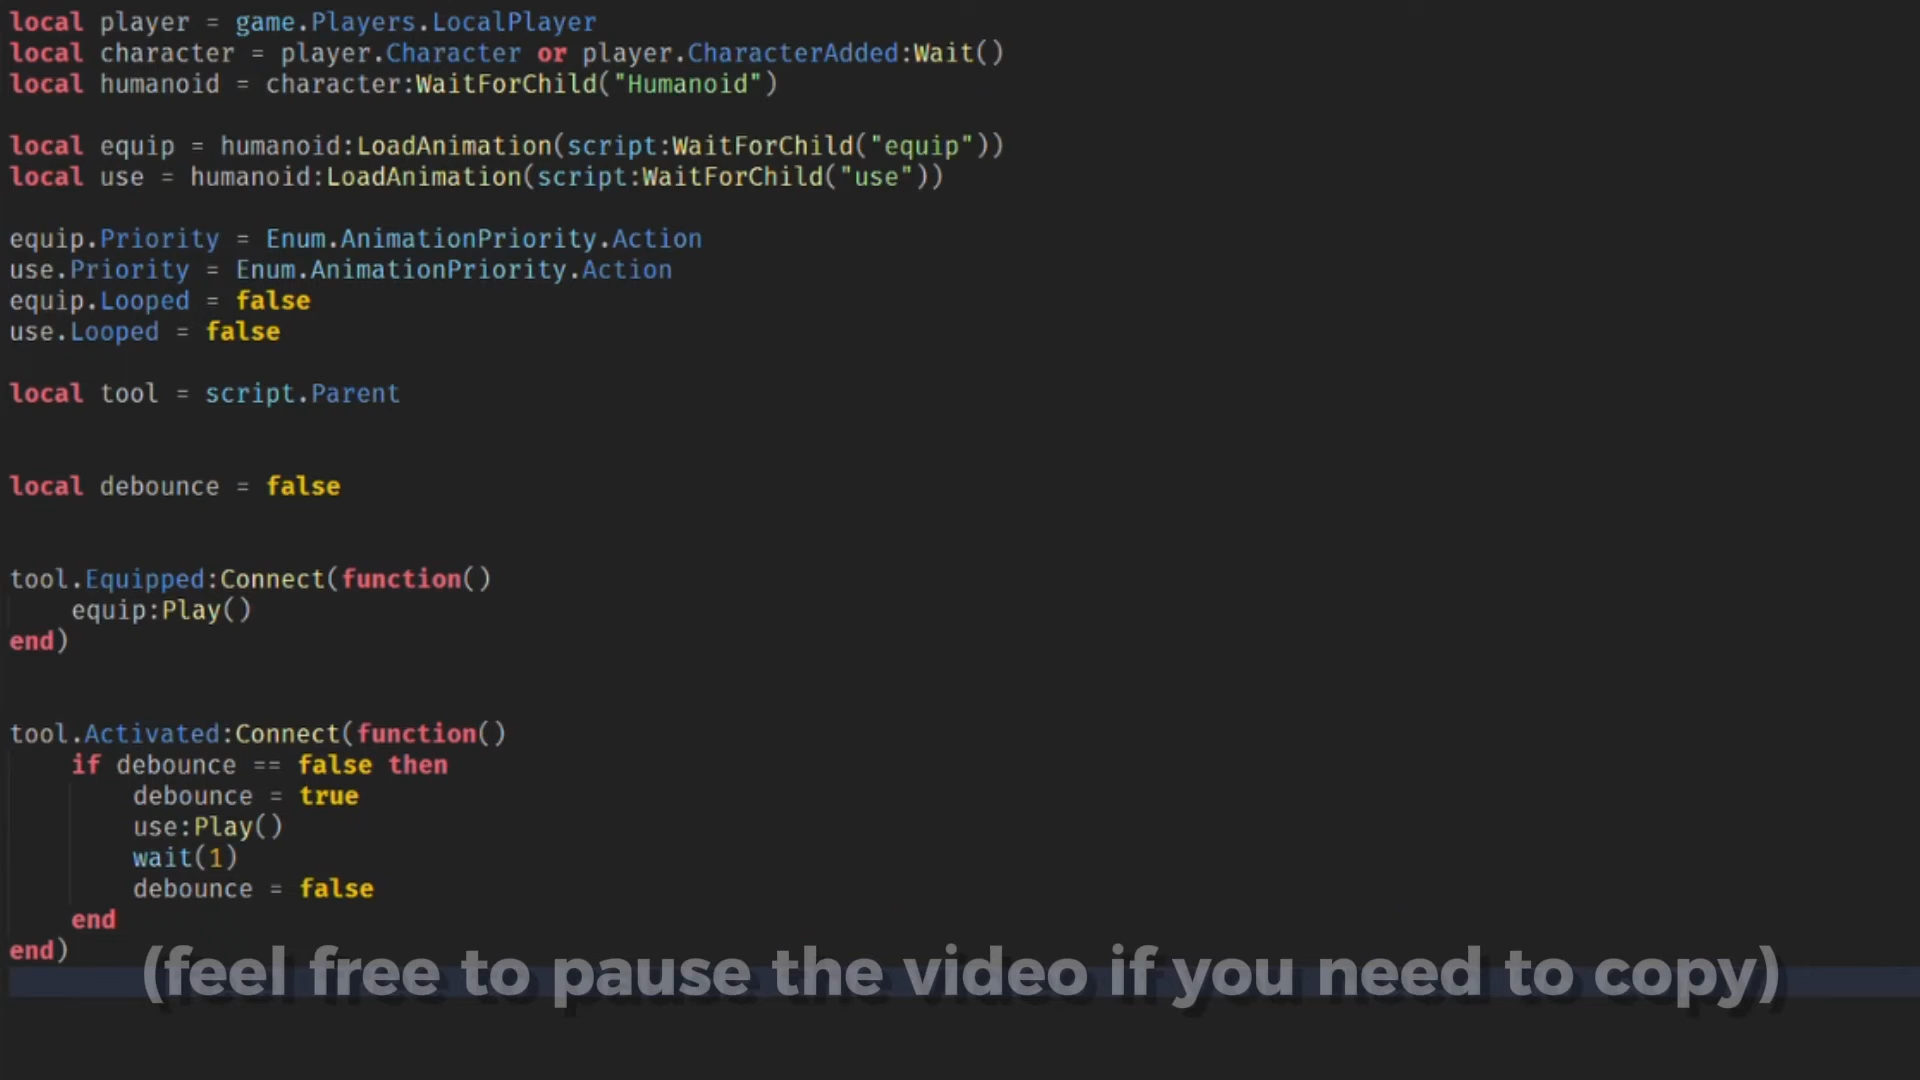 local player = game.Players.LocalPlayer
local character = player.Character or player.CharacterAdded:Wait()
local humanoid = character:WaitForChild("Humanoid")
local equip = humanoid:LoadAnimation(script:WaitForChild("equip"))
local use = humanoid:LoadAnimation(script:WaitForChild("use"))
equip.Priority = Enum.AnimationPriority.Action
use.Priority = Enum.AnimationPriority.Action
equip.Looped = false
use.Looped = false
local tool = script.Parent
local debounce = false
tool.Equipped:Connect(function()
    equip:Play()
end)
tool.Activated:Connect(function()
    if debounce == false then
        debounce = true
        use:Play()
        wait(1)
        debounce = false
    end
end)
(feel free to pause the video if you need to copy)